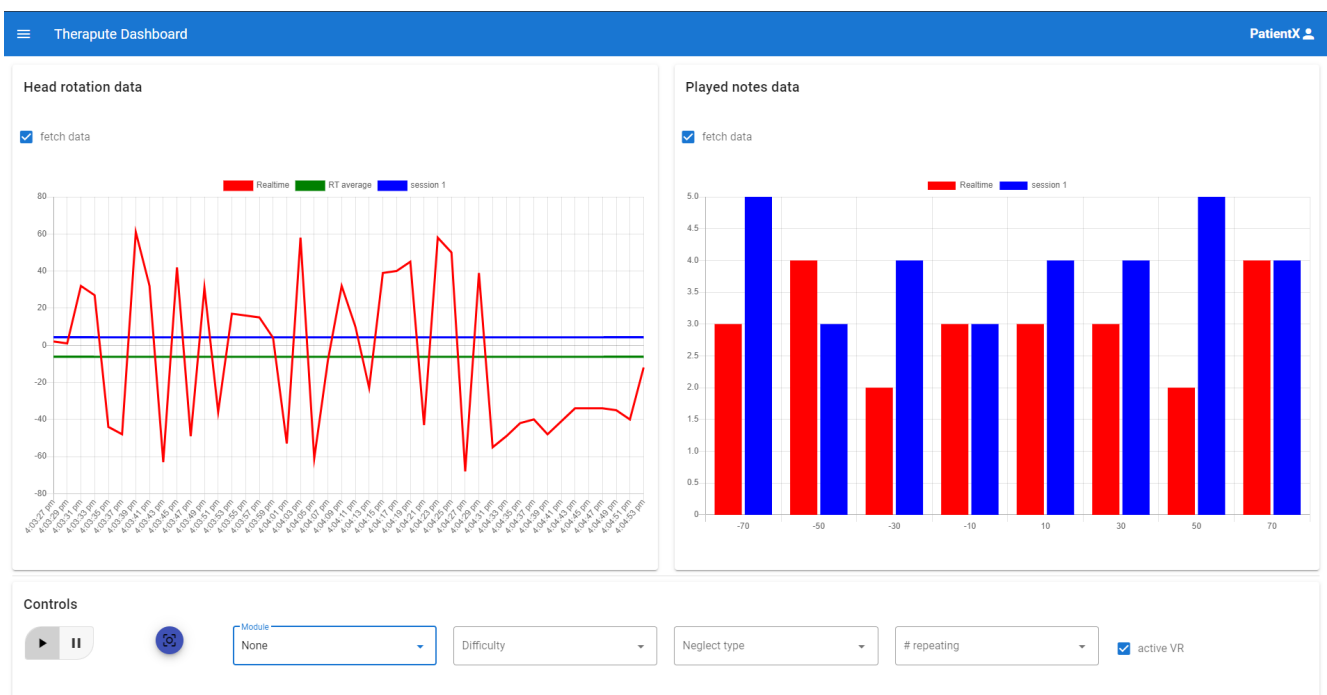 Therapute Dashboard
PatientX
Head rotation data
fetch data
Realtime RT average session 1
80
60
40
20
0
-20
-40
-60
-80
4:03:27 pm 4:03:29 pm 4:03:31 pm 4:03:33 pm 4:03:35 pm 4:03:37 pm 4:03:39 pm 4:03:41 pm 4:03:43 pm 4:03:45 pm 4:03:47 pm 4:03:49 pm 4:03:51 pm 4:03:53 pm 4:03:55 pm 4:03:57 pm 4:03:59 pm 4:04:01 pm 4:04:03 pm 4:04:05 pm 4:04:07 pm 4:04:09 pm 4:04:11 pm 4:04:13 pm 4:04:15 pm 4:04:17 pm 4:04:19 pm 4:04:21 pm 4:04:23 pm 4:04:25 pm 4:04:27 pm 4:04:29 pm 4:04:31 pm 4:04:33 pm 4:04:35 pm 4:04:37 pm 4:04:39 pm 4:04:41 pm 4:04:43 pm 4:04:45 pm 4:04:47 pm 4:04:49 pm 4:04:51 pm 4:04:53 pm
Played notes data
fetch data
Realtime session 1
5.0
4.5
4.0
3.5
3.0
2.5
2.0
1.5
1.0
0.5
0
-70 -50 -30 -10 10 30 50 70
Controls
Module
None
Difficulty
Neglect type
# repeating
active VR